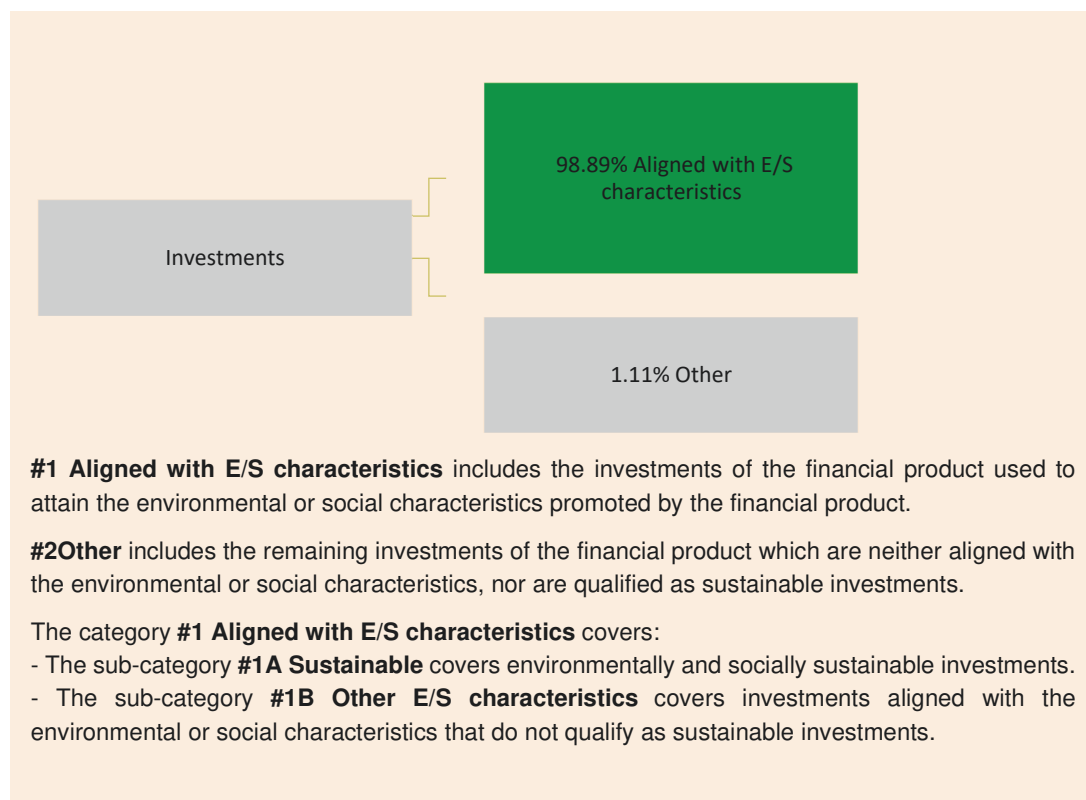 98.89% Aligned with E/S
characteristics
Investments
1.11% Other
#1 Aligned with E/S characteristics includes the investments of the financial product used to
attain the environmental or social characteristics promoted by the financial product.
#2Other includes the remaining investments of the financial product which are neither aligned with
the environmental or social characteristics, nor are qualified as sustainable investments.
The category #1 Aligned with E/S characteristics covers:
- The sub-category #1A Sustainable covers environmentally and socially sustainable investments.
- The sub-category #1B Other E/S characteristics covers investments aligned with the
environmental or social characteristics that do not qualify as sustainable investments.